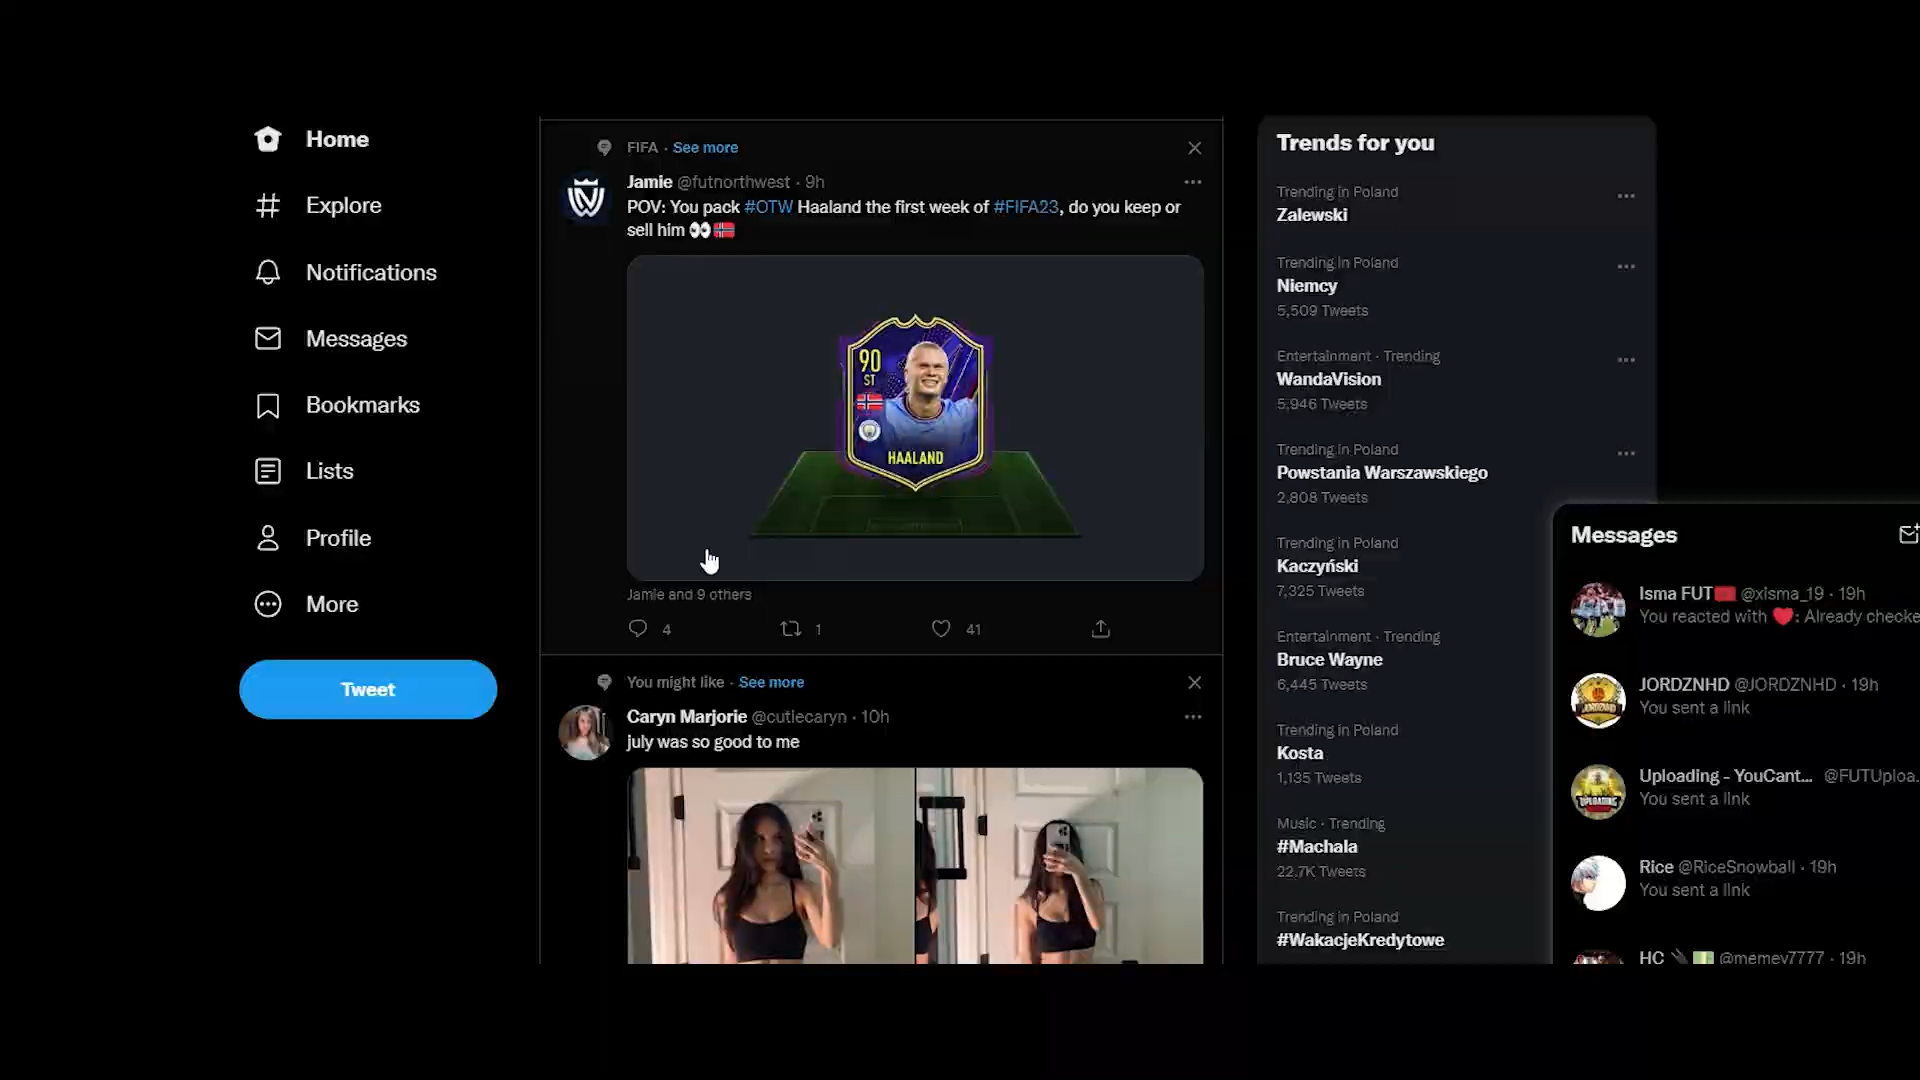 Home
Explore
Notifications
Messages
Bookmarks
Lists
Profile
More
Tweet
FIFA · See more
Jamie @futnorthwest · 9h
POV: You pack #OTW Haaland the first week of #FIFA23, do you keep or
sell him 👀🇳🇴
90
ST
HAALAND
Jamie and 9 others
4 1 41
You might like · See more
Caryn Marjorie @cutiecaryn · 10h
july was so good to me
Trends for you
Trending in Poland
Zalewski
Trending in Poland
Niemcy
5,509 Tweets
Entertainment · Trending
WandaVision
5,946 Tweets
Trending in Poland
Powstania Warszawskiego
2,808 Tweets
Trending in Poland
Kaczyński
7,325 Tweets
Entertainment · Trending
Bruce Wayne
6,445 Tweets
Trending in Poland
Kosta
1,135 Tweets
Music · Trending
#Machala
22.7K Tweets
Trending in Poland
#WakacjeKredytowe
Messages
Isma FUT🇲🇦 @xisma_19 · 19h
You reacted with ❤️: Already checke
JORDZNHD @JORDZNHD · 19h
You sent a link
Uploading - YouCant... @FUTUploa.
You sent a link
Rice @RiceSnowball · 19h
You sent a link
HC 🔌💵 @memey7777 · 19h